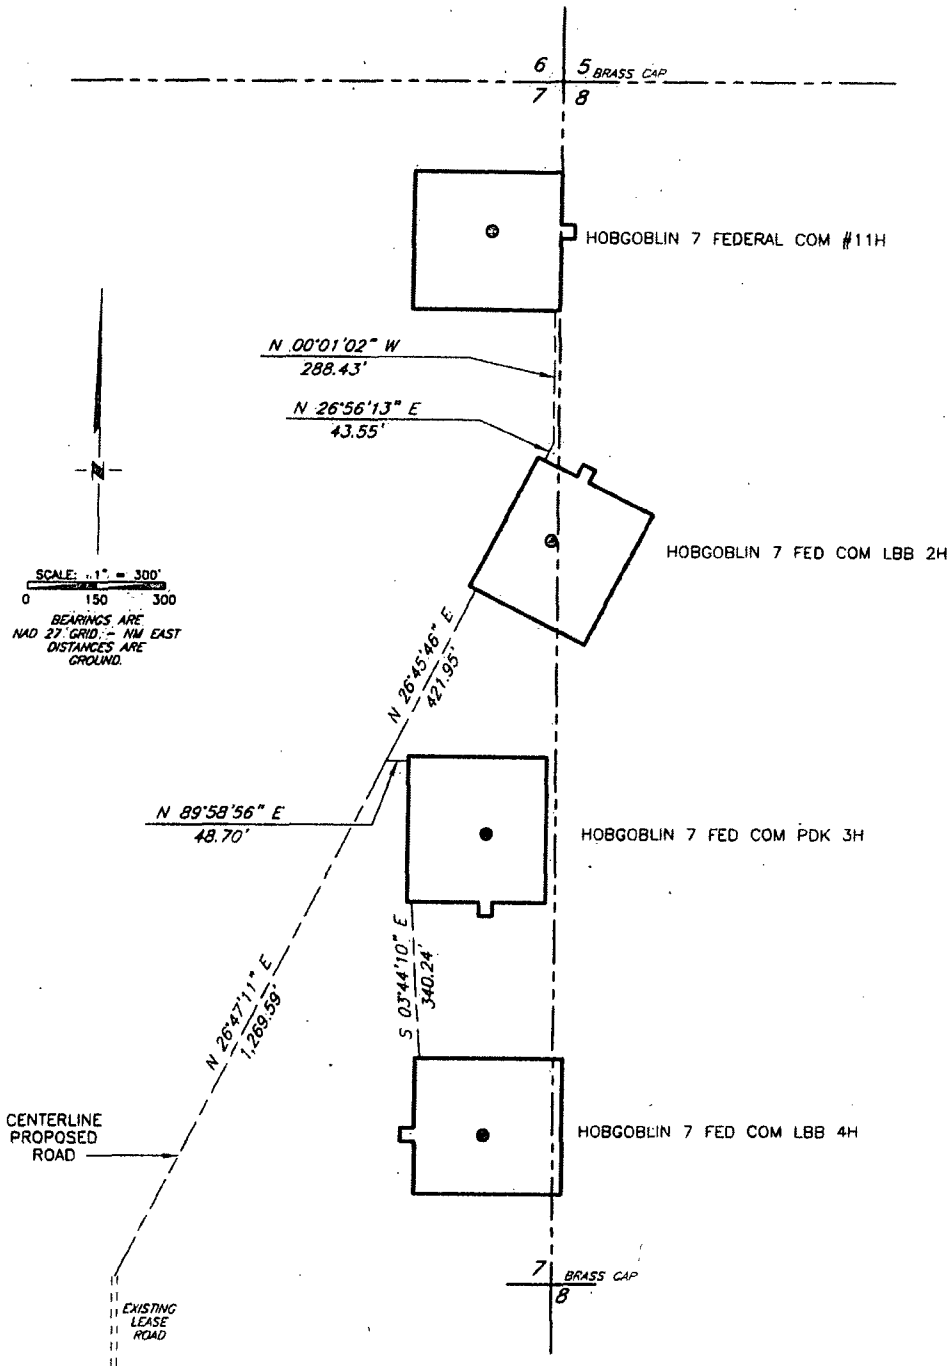 6 5 BRASS CAP
7 8
HOBGOBLIN 7 FEDERAL COM #11H
N 00°01'02" W
288.43'
N 26°56'13" E
43.55'
N
HOBGOBLIN 7 FED COM LBB 2H
SCALE: 1" = 300'
0 150 300
BEARINGS ARE
NAD 27 GRID - NM EAST
DISTANCES ARE
GROUND.
N 26°45'46" E
421.95'
N 89°58'56" E
48.70'
HOBGOBLIN 7 FED COM PDK 3H
S 03°44'10" E
340.24'
N 26°47'11" E
1,269.59'
CENTERLINE
PROPOSED
ROAD
HOBGOBLIN 7 FED COM LBB 4H
7 BRASS CAP
8
EXISTING
LEASE
ROAD